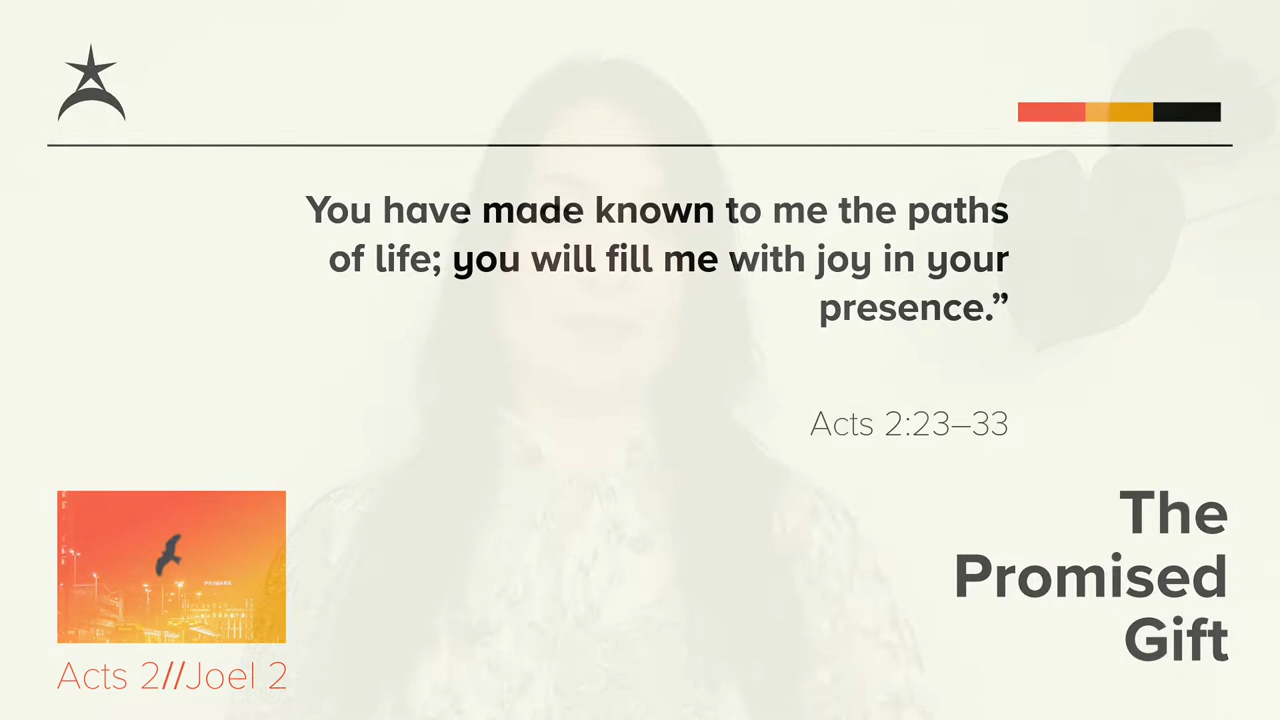 You have made known to me the paths
of life; you will fill me with joy in your
presence.”
Acts 2:23–33
The
Promised
Gift
PRIMARK
Acts 2//Joel 2